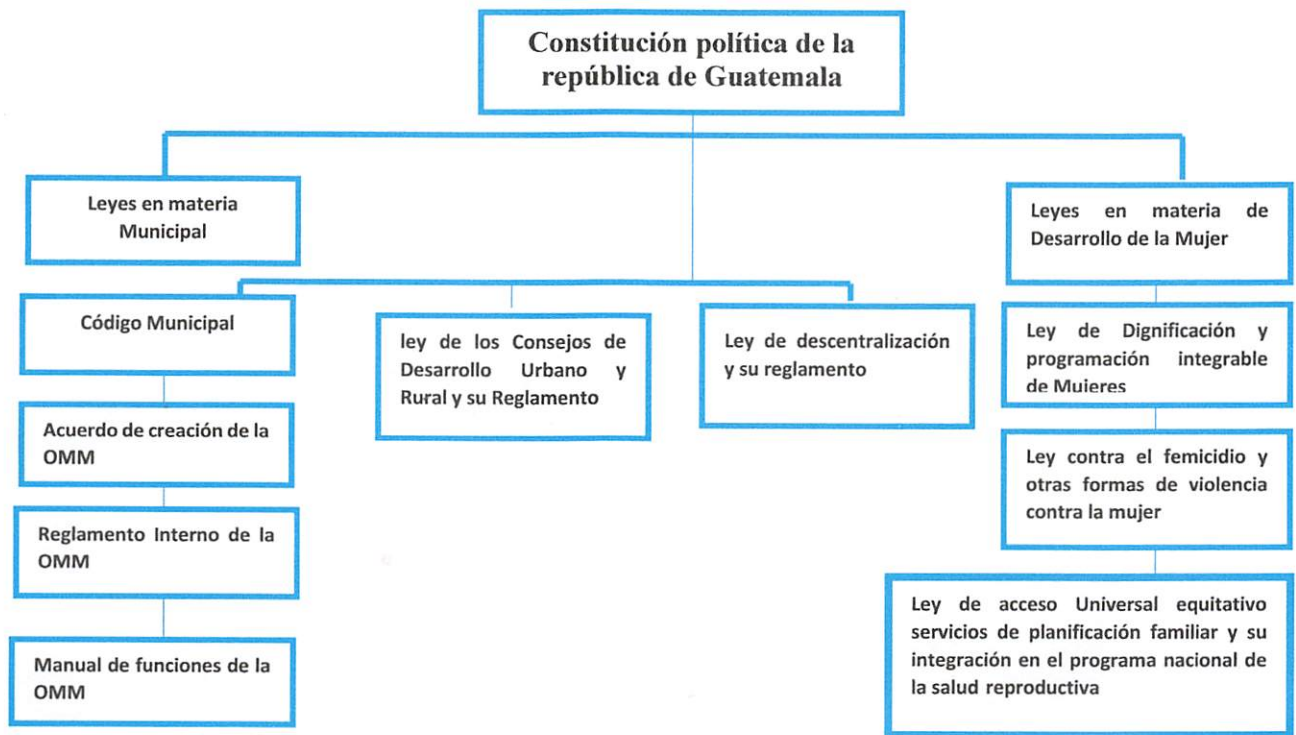 Constitución política de la
república de Guatemala
Leyes en materia
Municipal
Leyes en materia de
Desarrollo de la Mujer
Código Municipal
ley de los Consejos de
Desarrollo Urbano y
Rural y su Reglamento
Ley de descentralización
y su reglamento
Ley de Dignificación y
programación integrable
de Mujeres
Acuerdo de creación de la
OMM
Ley contra el femicidio y
otras formas de violencia
contra la mujer
Reglamento Interno de la
OMM
Ley de acceso Universal equitativo
servicios de planificación familiar y su
integración en el programa nacional de
la salud reproductiva
Manual de funciones de la
OMM